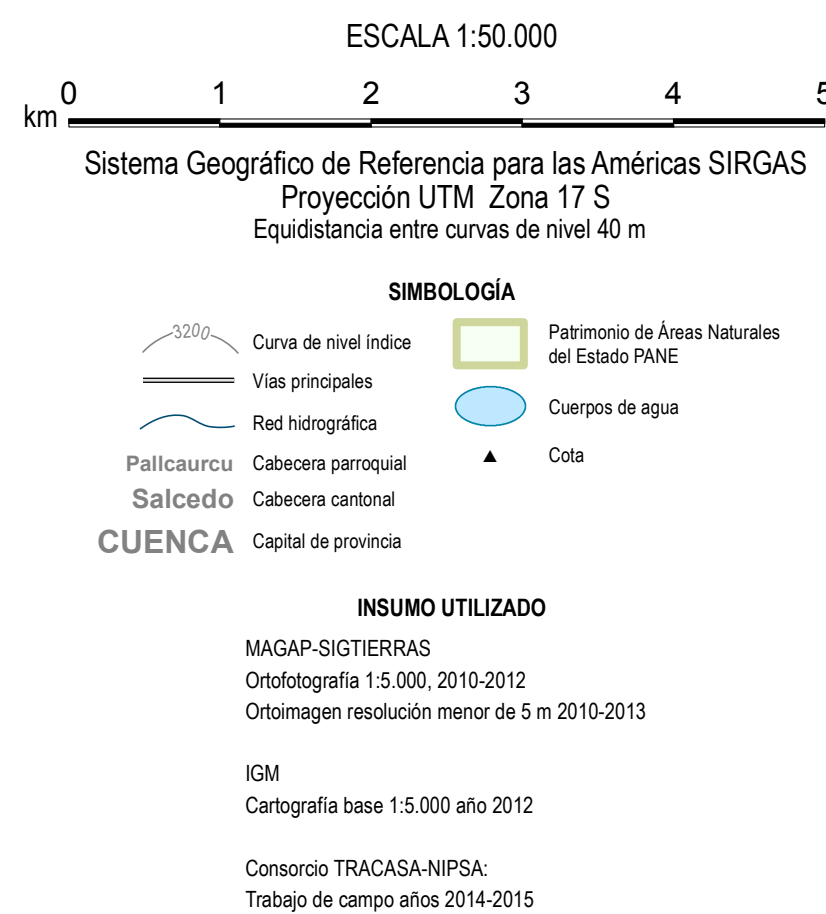 ESCALA 1:50.000
0 1 2 3 4 5
km
Sistema Geográfico de Referencia para las Américas SIRGAS
Proyección UTM Zona 17 S
Equidistancia entre curvas de nivel 40 m
SIMBOLOGÍA
3200
Curva de nivel índice
Vías principales
Red hidrográfica
Pallcaurcu Cabecera parroquial
Salcedo Cabecera cantonal
CUENCA Capital de provincia
Patrimonio de Áreas Naturales
del Estado PANE
Cuerpos de agua
Cota
INSUMO UTILIZADO
MAGAP-SIGTIERRAS
Ortofotografía 1:5.000, 2010-2012
Ortoimagen resolución menor de 5 m 2010-2013
IGM
Cartografía base 1:5.000 año 2012
Consorcio TRACASA-NIPSA:
Trabajo de campo años 2014-2015